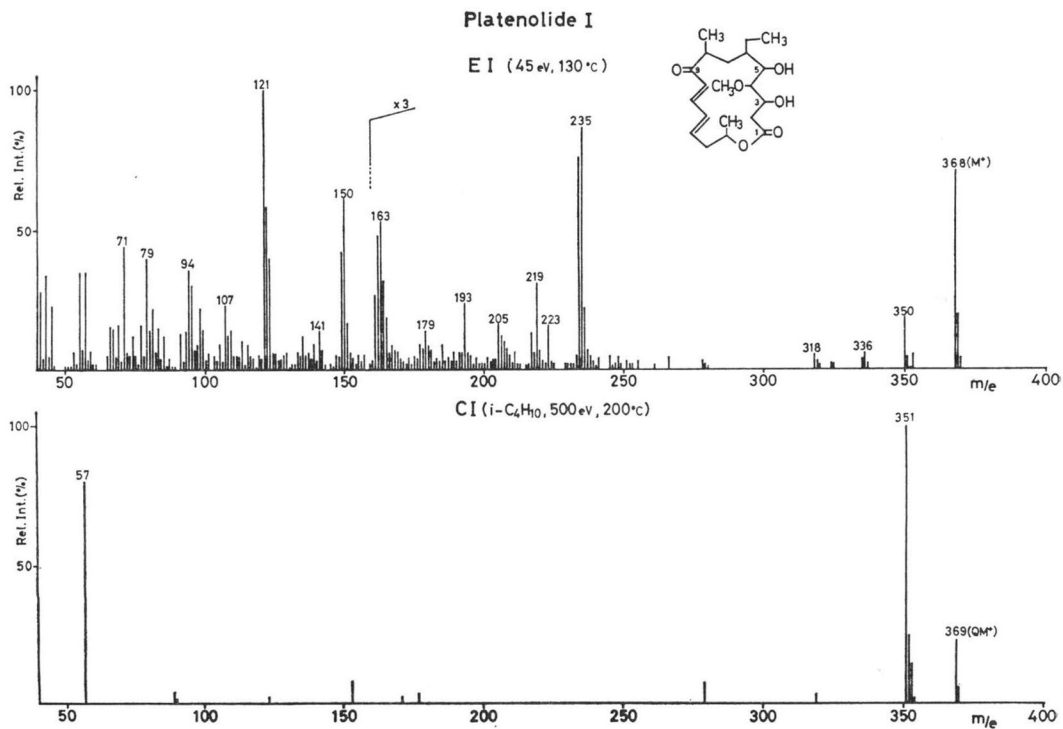 Platenolide I
EI (45 eV, 130 °C)
CH₃
CH₃
O
9
5
OH
CH₃O
3
OH
CH₃
1
O
O
Rel. Int. (%)
100
50
121
x 3
235
368 (M⁺)
150
163
71
79
94
107
141
179
193
205
219
223
318
336
350
50
100
150
200
250
300
350
400
m/e
CI (i-C₄H₁₀, 500 eV, 200°C)
Rel. Int. (%)
100
50
57
351
369(QM⁺)
50
100
150
200
250
300
350
400
m/e